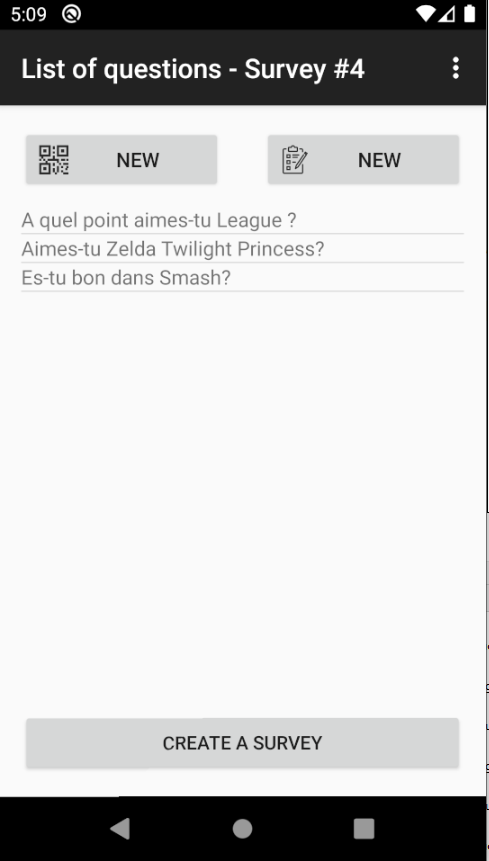 5:09
List of questions - Survey #4
NEW
NEW
A quel point aimes-tu League ?
Aimes-tu Zelda Twilight Princess?
Es-tu bon dans Smash?
CREATE A SURVEY